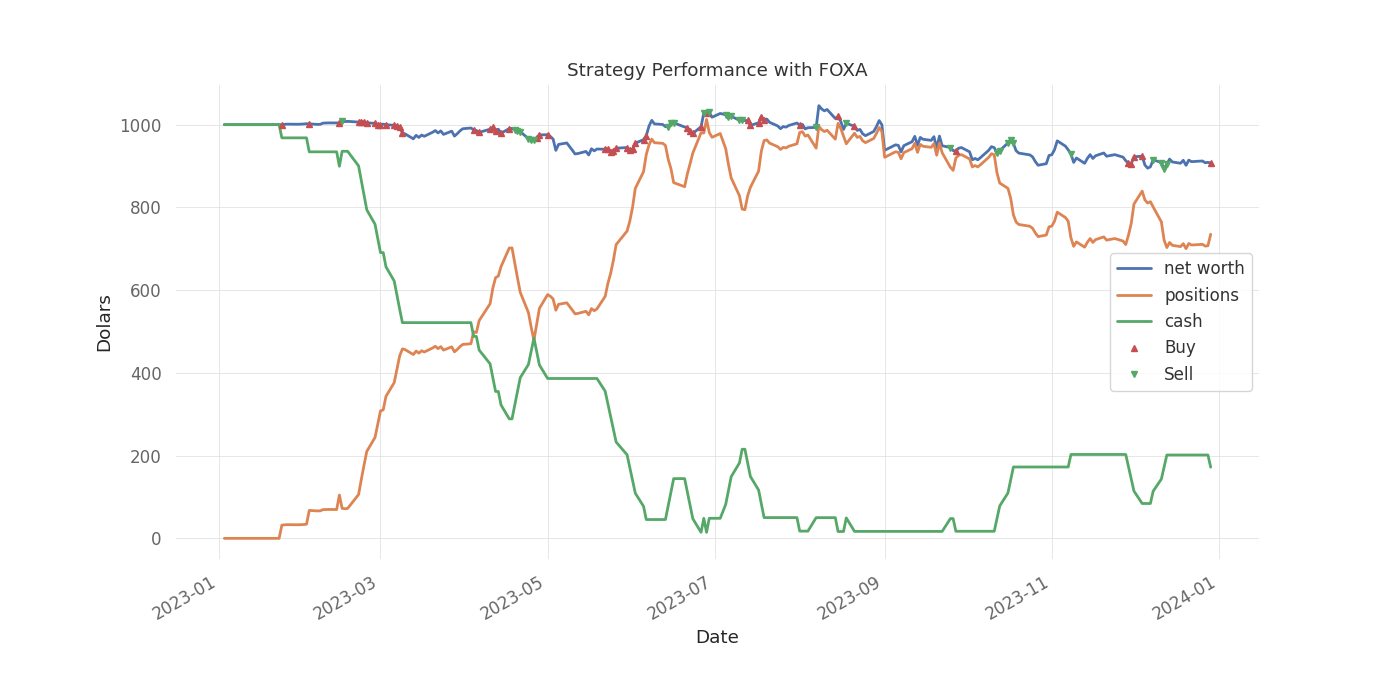 Strategy Performance with FOXA
1000
800
600
400
200
0
Dolars
net worth
positions
cash
Buy
Sell
2023-01
2023-03
2023-05
2023-07
2023-09
2023-11
2024-01
Date